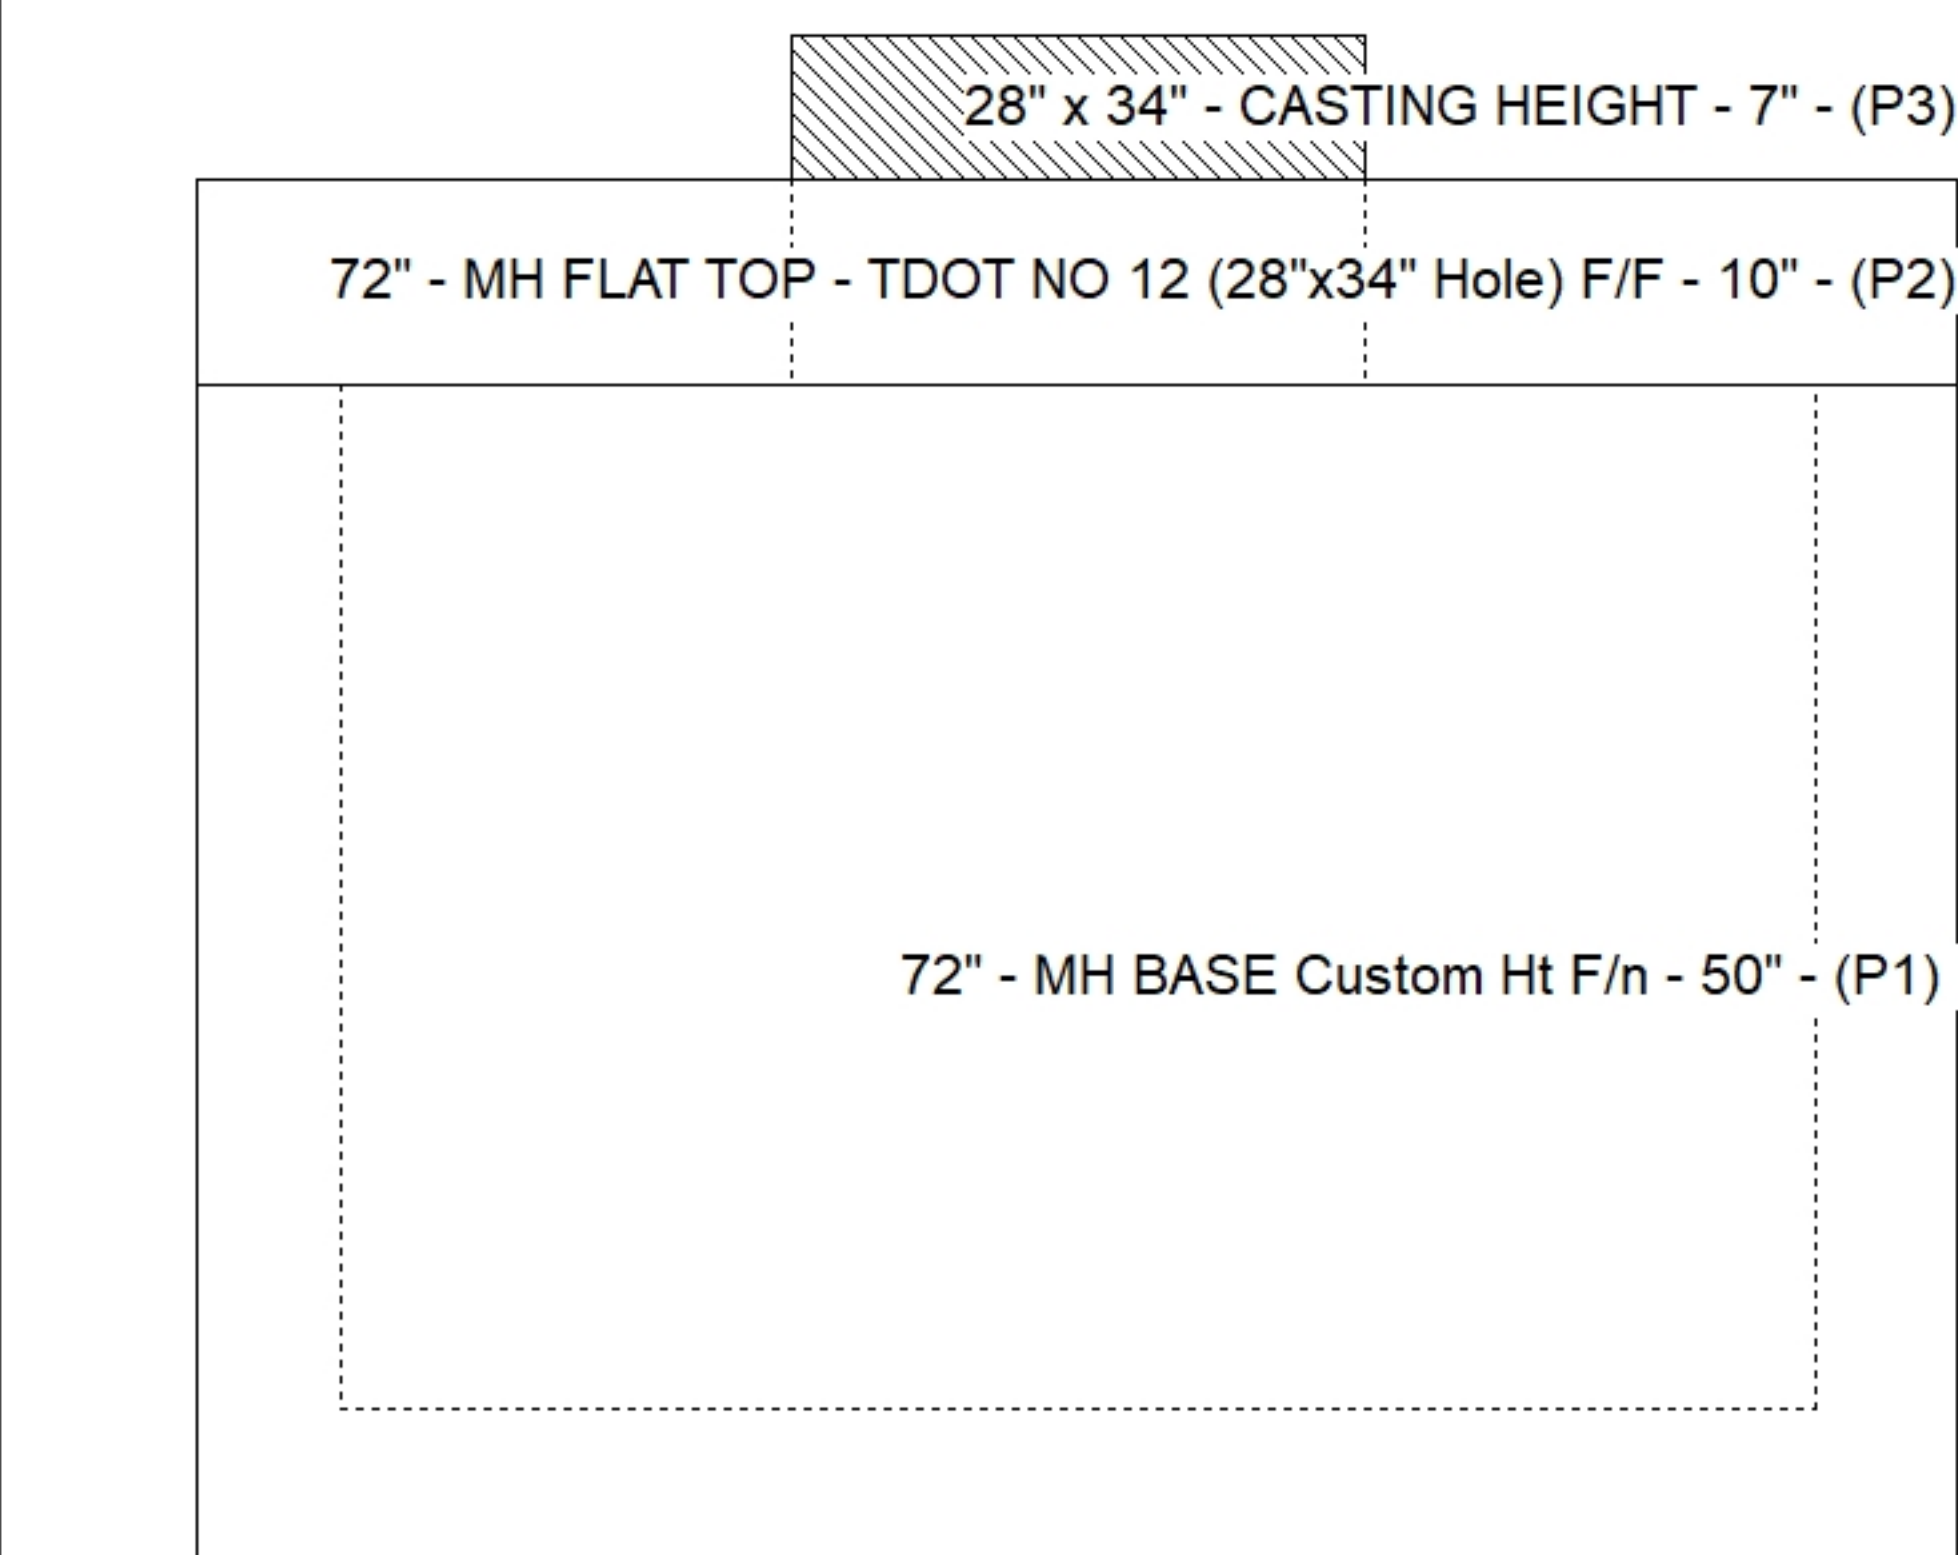 28" x 34" - CASTING HEIGHT - 7" - (P3)
72" - MH FLAT TOP - TDOT NO 12 (28"x34" Hole) F/F - 10" - (P2)
72" - MH BASE Custom Ht F/n - 50" - (P1)